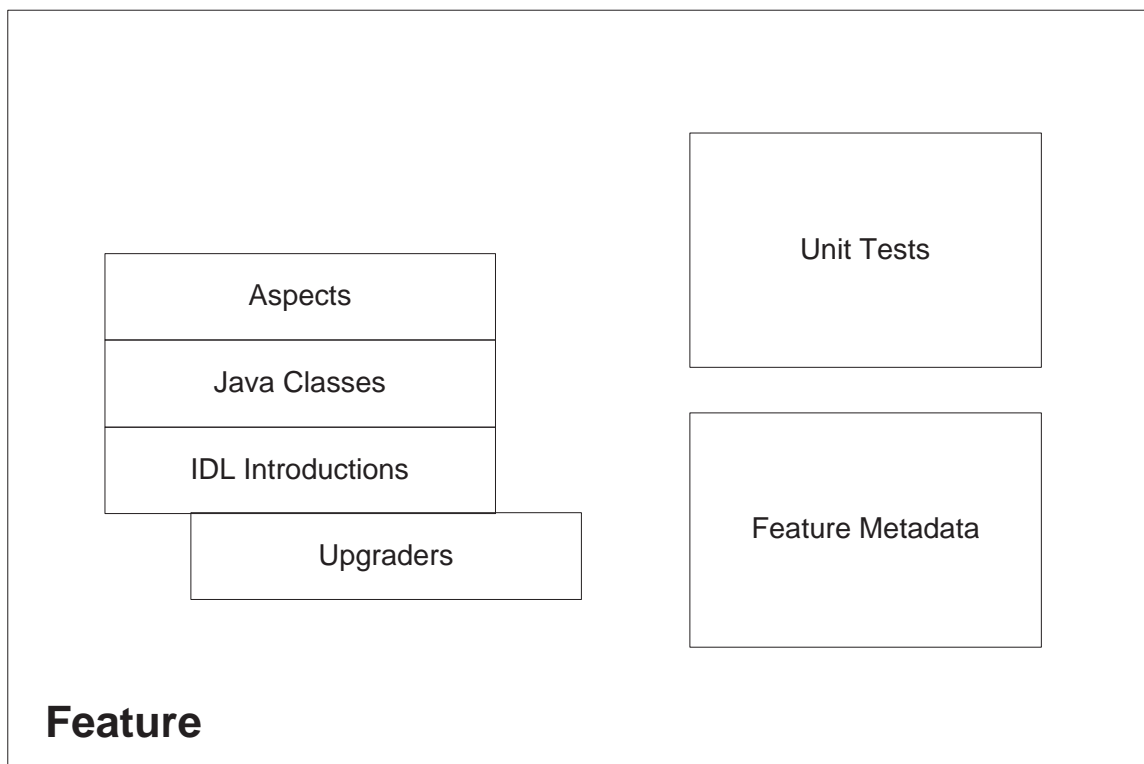 Unit Tests
Aspects
Java Classes
IDL Introductions
Upgraders
Feature Metadata
Feature